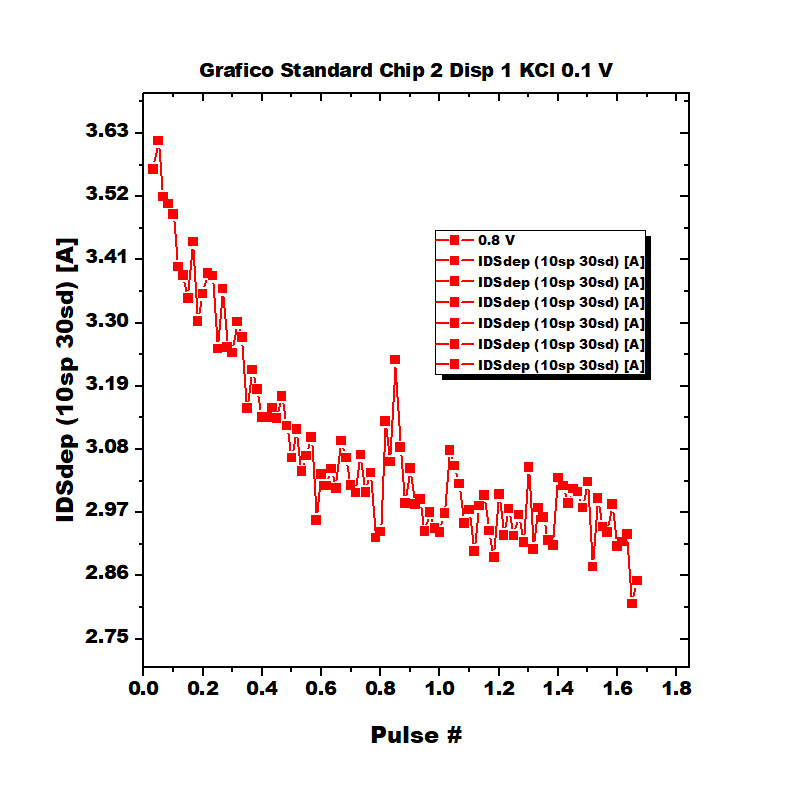 Grafico Standard Chip 2 Disp 1 KCl 0.1 V
3.63
3.52
3.41
3.30
3.19
3.08
2.97
2.86
2.75
IDSdep (10sp 30sd) [A]
0.8 V
IDSdep (10sp 30sd) [A]
IDSdep (10sp 30sd) [A]
IDSdep (10sp 30sd) [A]
IDSdep (10sp 30sd) [A]
IDSdep (10sp 30sd) [A]
IDSdep (10sp 30sd) [A]
0.0 0.2 0.4 0.6 0.8 1.0 1.2 1.4 1.6 1.8
Pulse #